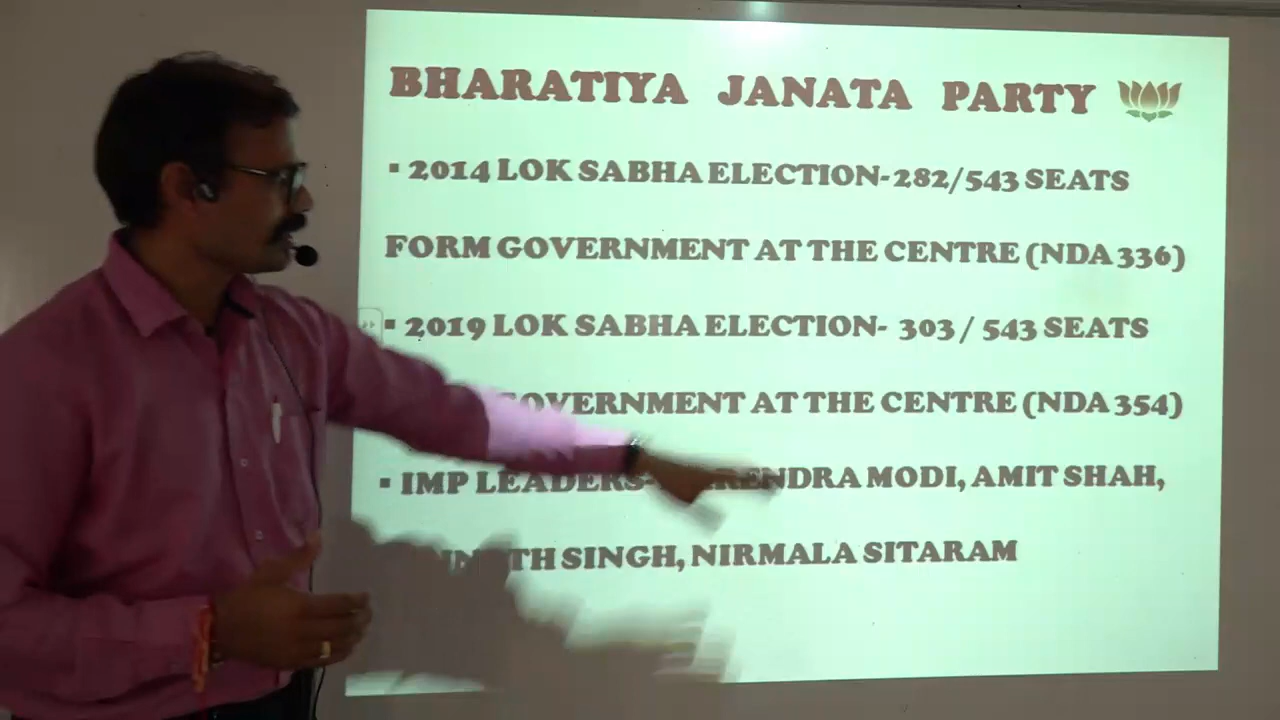 BHARATIYA JANATA PARTY
▪ 2014 LOK SABHA ELECTION-282/543 SEATS
FORM GOVERNMENT AT THE CENTRE (NDA 336)
▪ 2019 LOK SABHA ELECTION- 303 / 543 SEATS
GOVERNMENT AT THE CENTRE (NDA 354)
▪ IMP LEADERS- MODI, AMIT SHAH,
SINGH, NIRMALA SITARAM